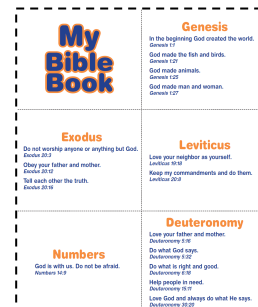 My
Bible
Book
Genesis
In the beginning God created the world.
Genesis 1:1
God made the fish and birds.
Genesis 1:21
God made animals.
Genesis 1:25
God made man and woman.
Genesis 1:27
Exodus
Do not worship anyone or anything but God.
Exodus 20:3
Obey your father and mother.
Exodus 20:12
Tell each other the truth.
Exodus 20:16
Leviticus
Love your neighbor as yourself.
Leviticus 19:18
Keep my commandments and do them.
Leviticus 20:8
Numbers
God is with us. Do not be afraid.
Numbers 14:9
Deuteronomy
Love your father and mother.
Deuteronomy 5:16
Do what God says.
Deuteronomy 5:32
Do what is right and good.
Deuteronomy 6:18
Help people in need.
Deuteronomy 15:11
Love God and always do what He says.
Deuteronomy 30:20